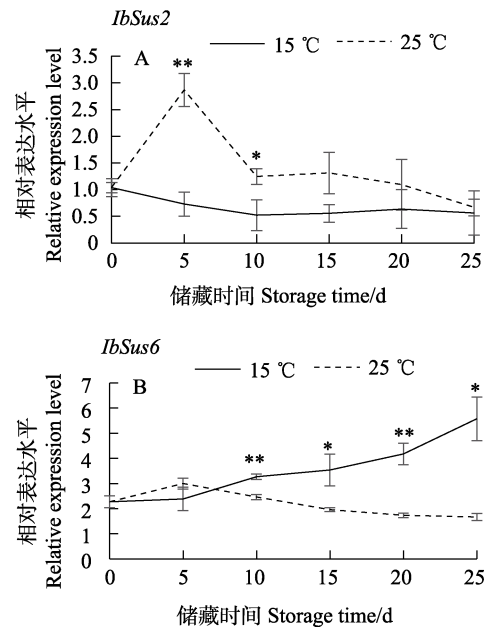 IbSus2
15 ℃ 25 ℃
A
**
*
相对表达水平
Relative expression level
3.5
3.0
2.5
2.0
1.5
1.0
0.5
0
0 5 10 15 20 25
储藏时间 Storage time/d
IbSus6
15 ℃ 25 ℃
B
** * ** *
相对表达水平
Relative expression level
7
6
5
4
3
2
1
0
0 5 10 15 20 25
储藏时间 Storage time/d